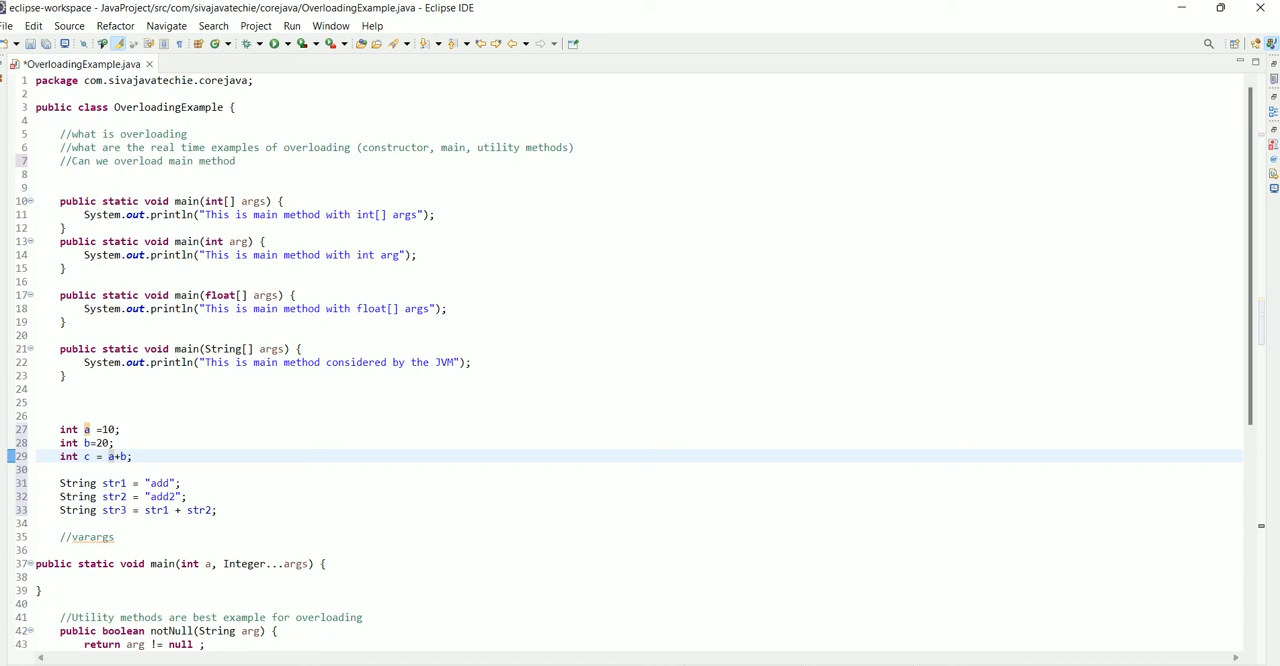 eclipse-workspace - JavaProject/src/com/sivajavatechie/corejava/OverloadingExample.java - Eclipse IDE
File Edit Source Refactor Navigate Search Project Run Window Help
*OverloadingExample.java
1 package com.sivajavatechie.corejava;
2
3 public class OverloadingExample {
4
5 //what is overloading
6 //what are the real time examples of overloading (constructor, main, utility methods)
7 //Can we overload main method
8
9
10 public static void main(int[] args) {
11 System.out.println("This is main method with int[] args");
12 }
13 public static void main(int arg) {
14 System.out.println("This is main method with int arg");
15 }
16
17 public static void main(float[] args) {
18 System.out.println("This is main method with float[] args");
19 }
20
21 public static void main(String[] args) {
22 System.out.println("This is main method considered by the JVM");
23 }
24
25
26
27 int a =10;
28 int b=20;
29 int c = a+b;
30
31 String str1 = "add";
32 String str2 = "add2";
33 String str3 = str1 + str2;
34
35 //varargs
36
37 public static void main(int a, Integer...args) {
38
39 }
40
41 //Utility methods are best example for overloading
42 public boolean notNull(String arg) {
43 return arg != null ;